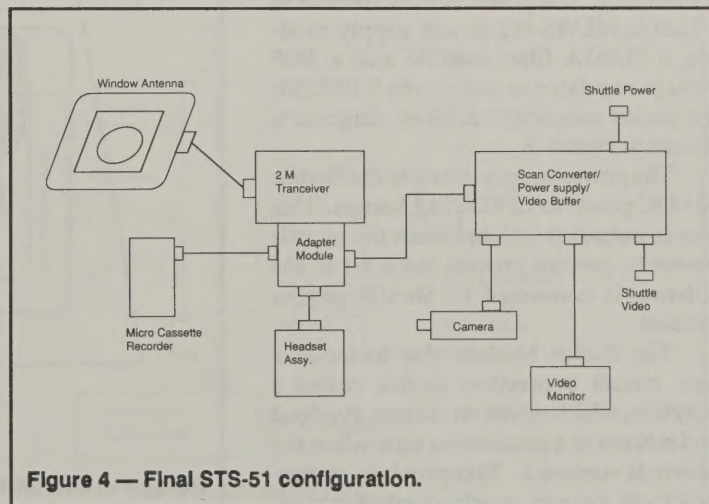 Window Antenna
Shuttle Power
2 M
Tranceiver
Scan Converter/
Power supply/
Video Buffer
Adapter
Module
Micro Cassette
Recorder
Headset
Assy.
Camera
Shuttle
Video
Video
Monitor
Figure 4 — Final STS-51 configuration.